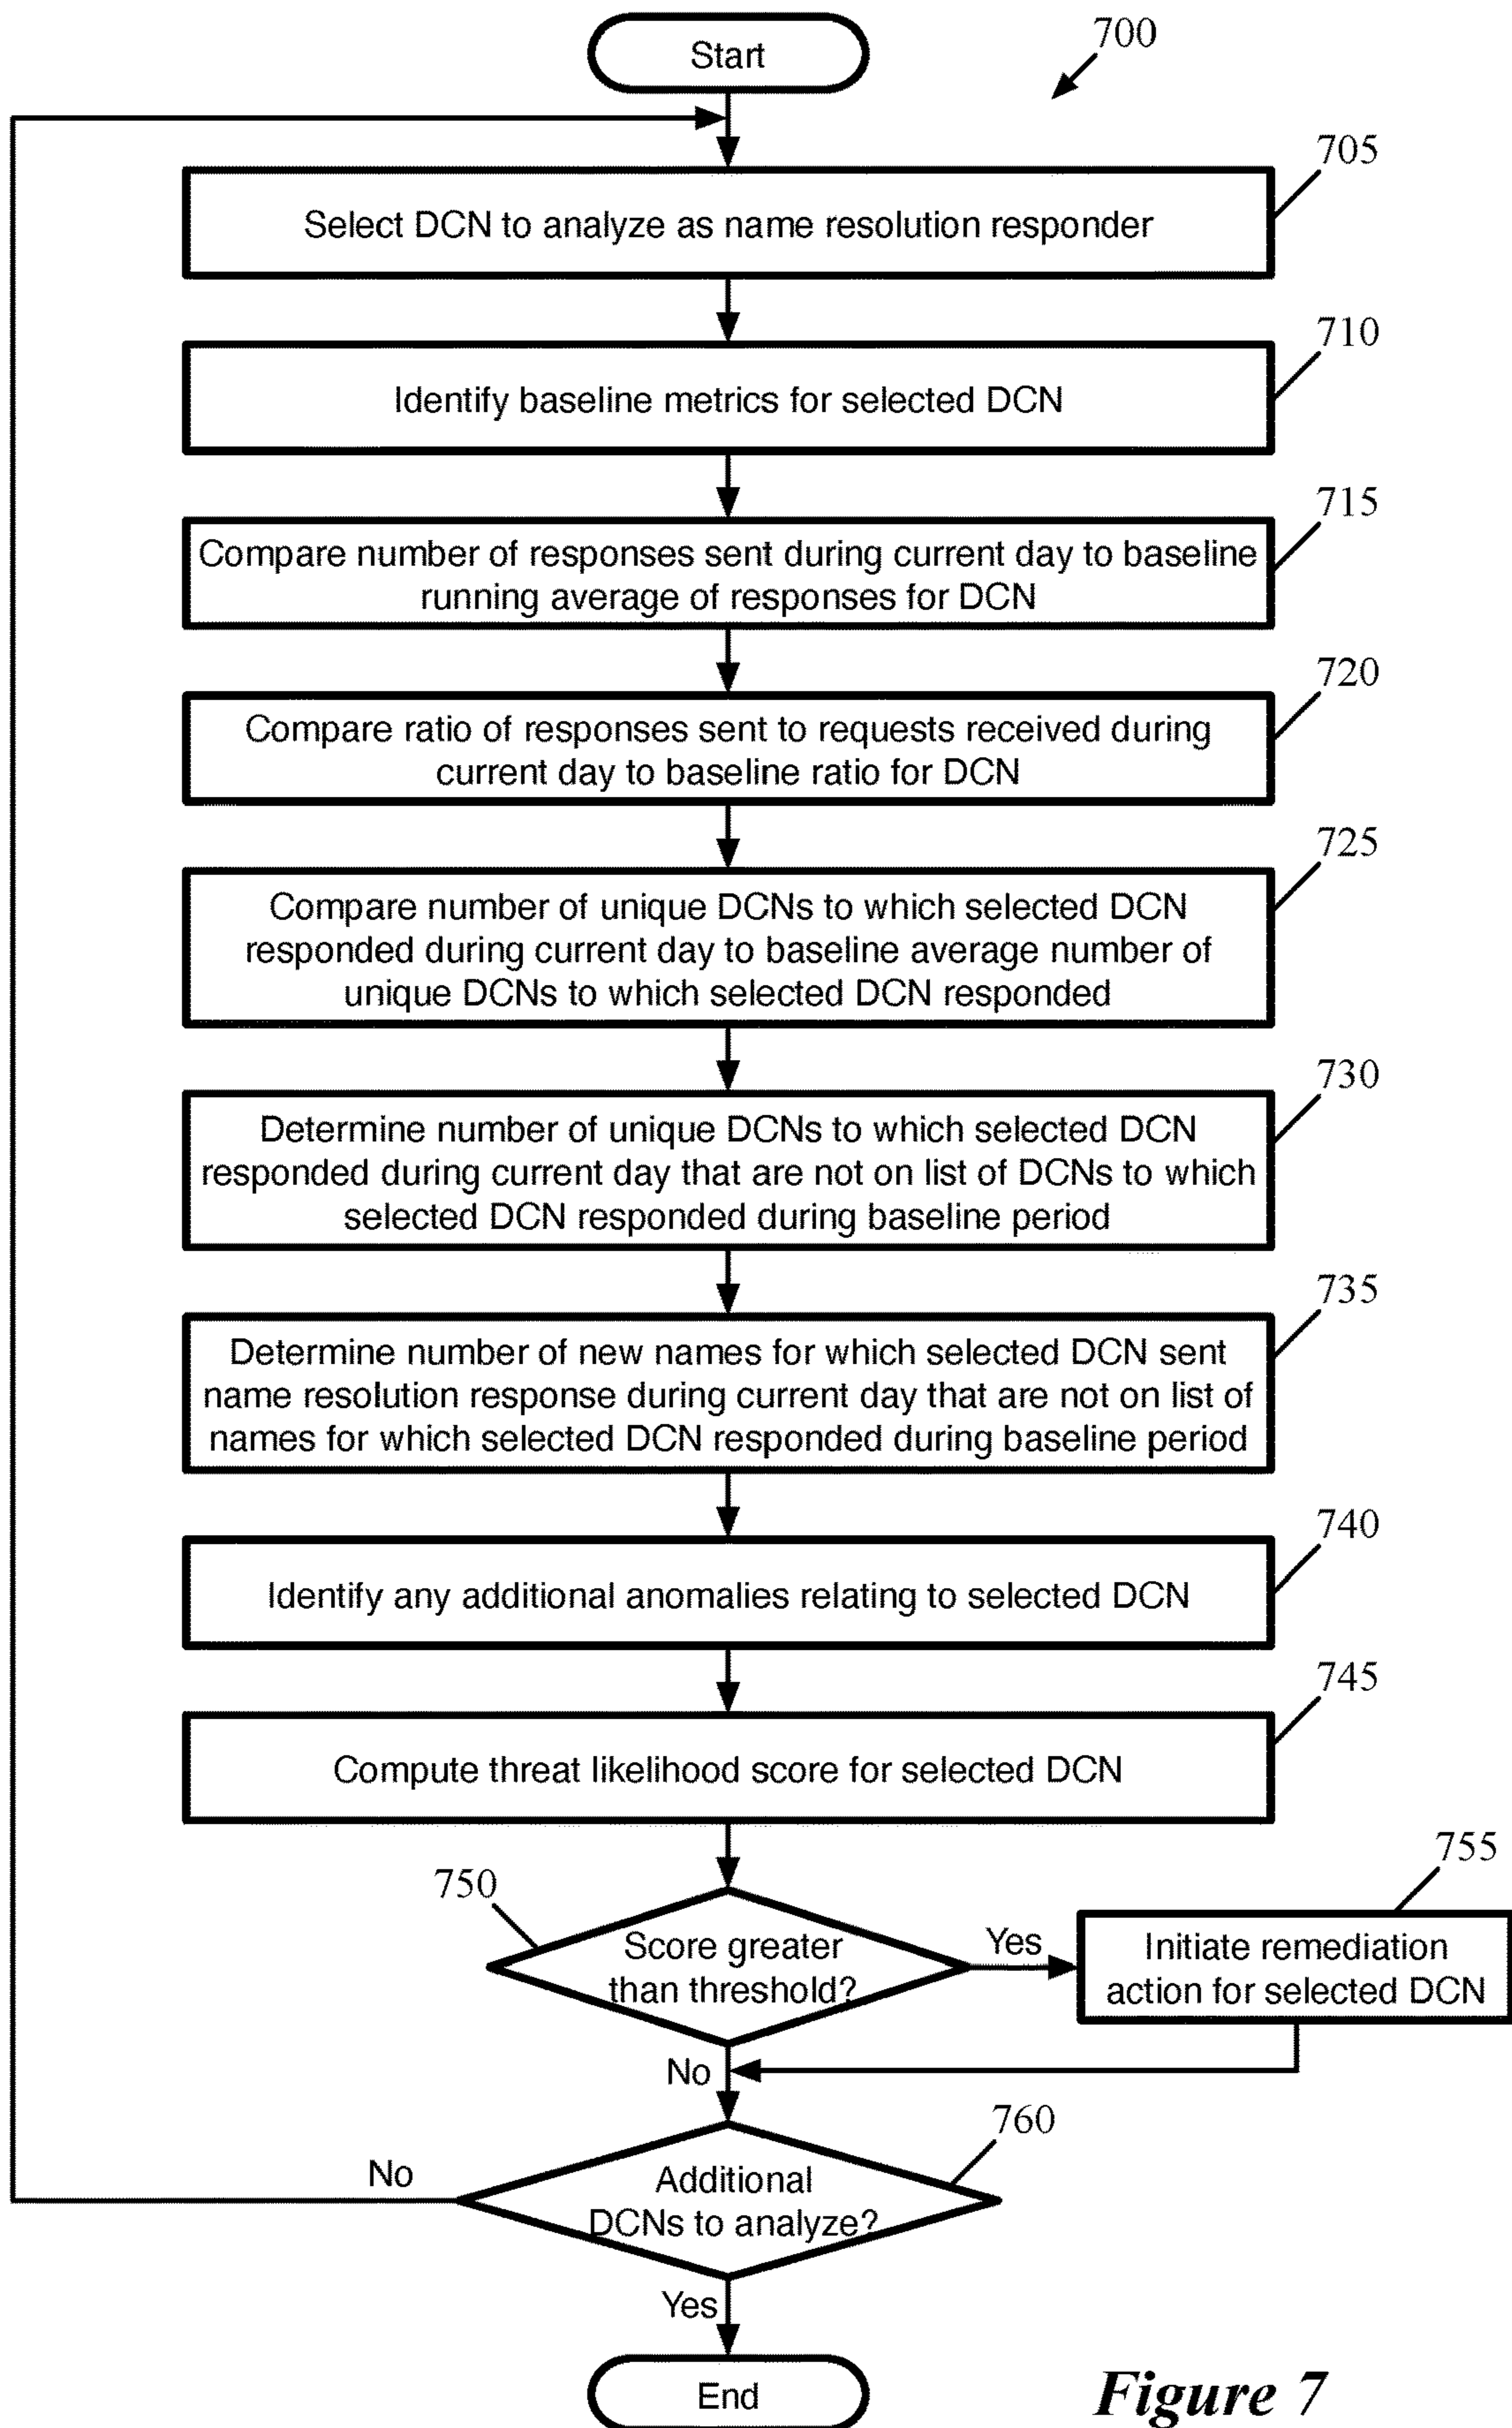 Start
700
705
Select DCN to analyze as name resolution responder
710
Identify baseline metrics for selected DCN
715
Compare number of responses sent during current day to baseline
running average of responses for DCN
720
Compare ratio of responses sent to requests received during
current day to baseline ratio for DCN
725
Compare number of unique DCNs to which selected DCN
responded during current day to baseline average number of
unique DCNs to which selected DCN responded
730
Determine number of unique DCNs to which selected DCN
responded during current day that are not on list of DCNs to which
selected DCN responded during baseline period
735
Determine number of new names for which selected DCN sent
name resolution response during current day that are not on list of
names for which selected DCN responded during baseline period
740
Identify any additional anomalies relating to selected DCN
745
Compute threat likelihood score for selected DCN
750
Score greater
than threshold?
Yes
755
Initiate remediation
action for selected DCN
No
760
Additional
DCNs to analyze?
No
Yes
End
Figure 7